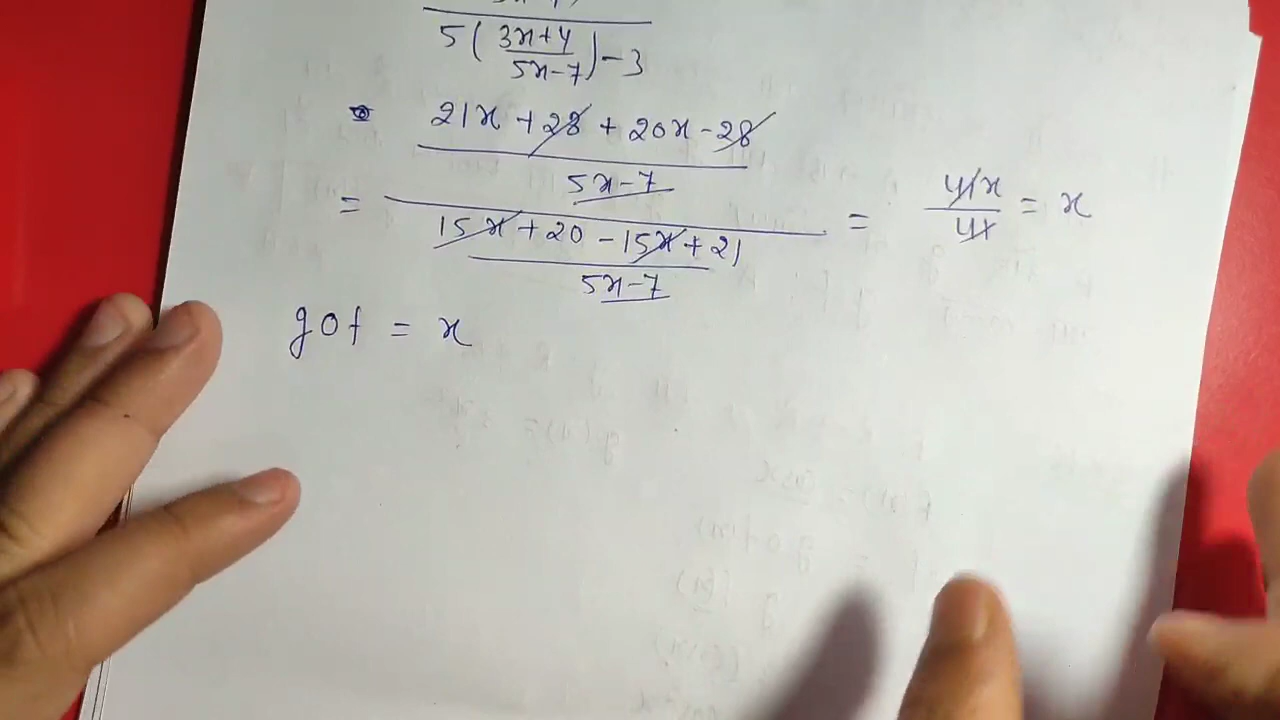 5 ( 3x+4 / 5x-7 ) - 3
21x + 28 + 20x - 28
5x-7
= 15x + 20 - 15x + 21 = 41x / 41 = x
5x-7
gof = x